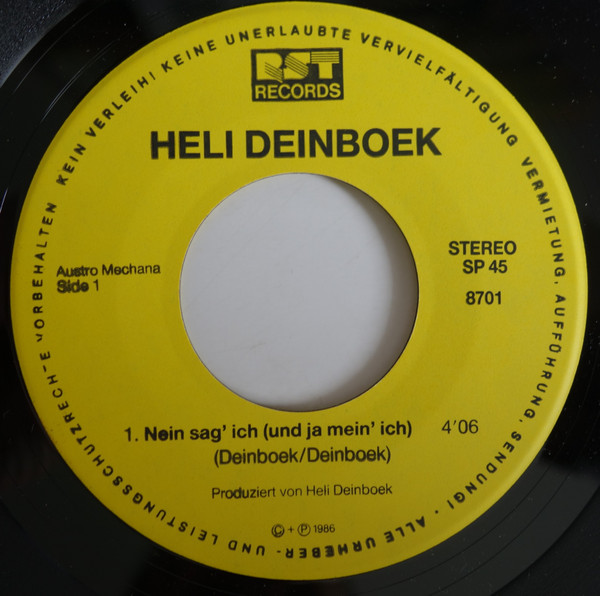 RST
RECORDS
HELI DEINBOEK
Austro Mechana
Side 1
STEREO
SP 45
8701
1. Nein sag' ich (und ja mein' ich) 4'06
(Deinboek/Deinboek)
Produziert von Heli Deinboek
© + ℗ 1986
ALLE URHEBER- UND LEISTUNGSSCHUTZRECHTE VORBEHALTEN KEIN VERLEIH! KEINE UNERLAUBTE VERVIELFÄLTIGUNG VERMIETUNG, AUFFÜHRUNG, SENDUNG! ·